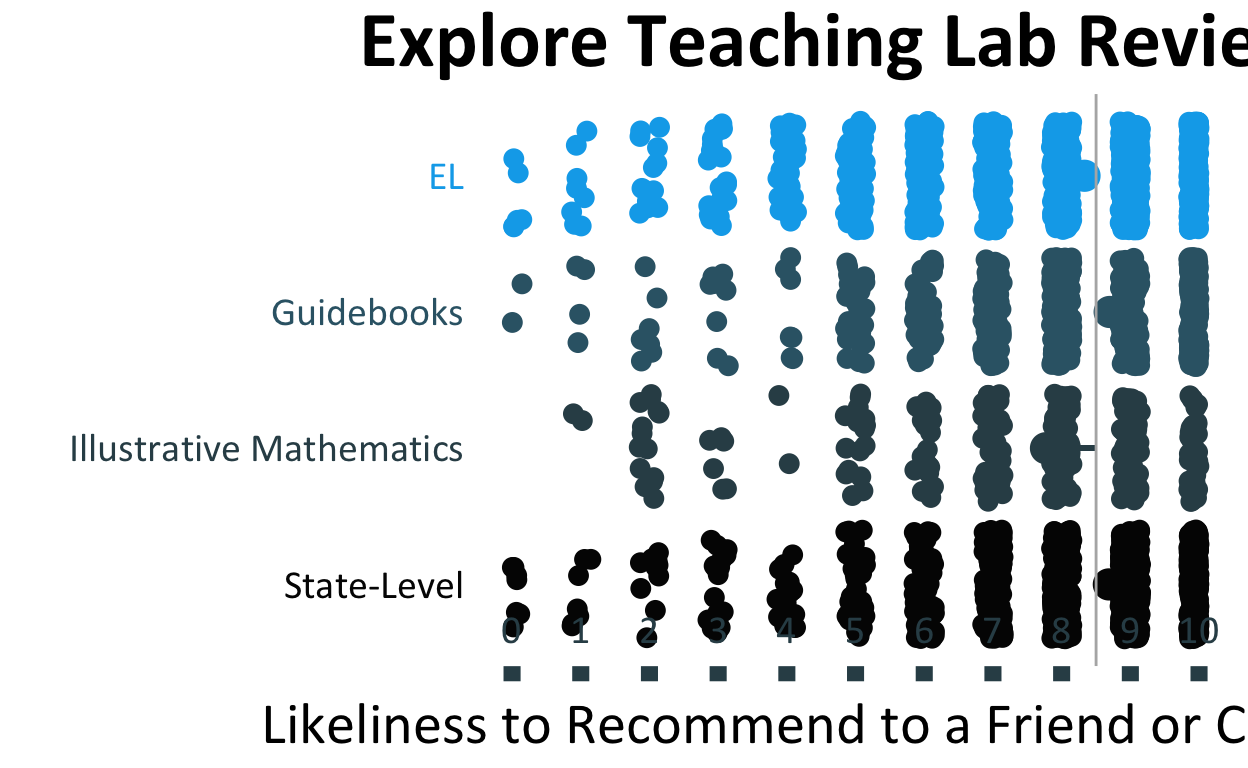 Explore Teaching Lab Revie
EL
Guidebooks
Illustrative Mathematics
State-Level
0 1 2 3 4 5 6 7 8 9 10
Likeliness to Recommend to a Friend or C